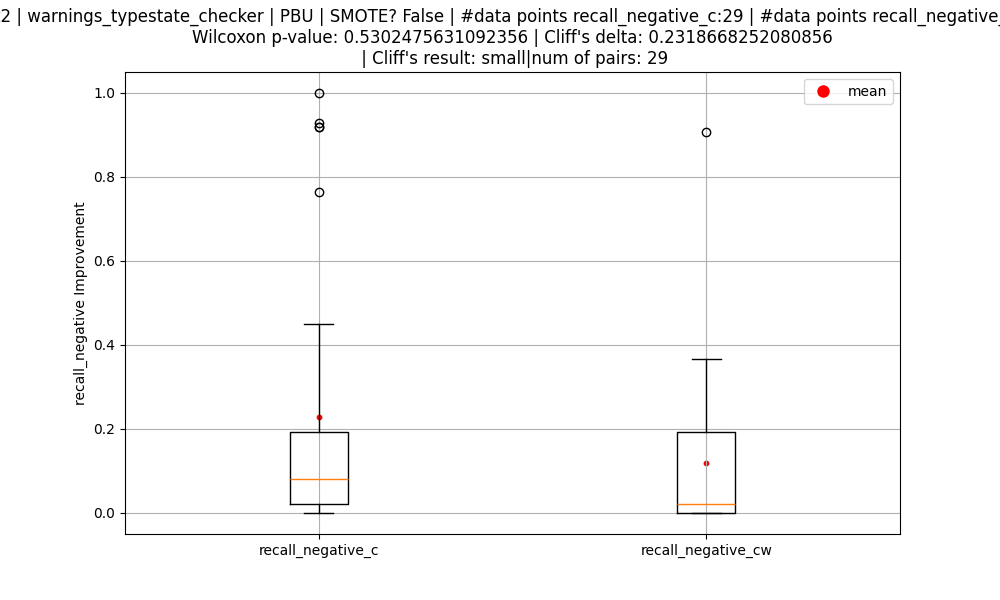 2 | warnings_typestate_checker | PBU | SMOTE? False | #data points recall_negative_c:29 | #data points recall_negative_
Wilcoxon p-value: 0.5302475631092356 | Cliff's delta: 0.2318668252080856
| Cliff's result: small|num of pairs: 29
mean
1.0
0.8
0.6
0.4
0.2
0.0
recall_negative Improvement
recall_negative_c
recall_negative_cw